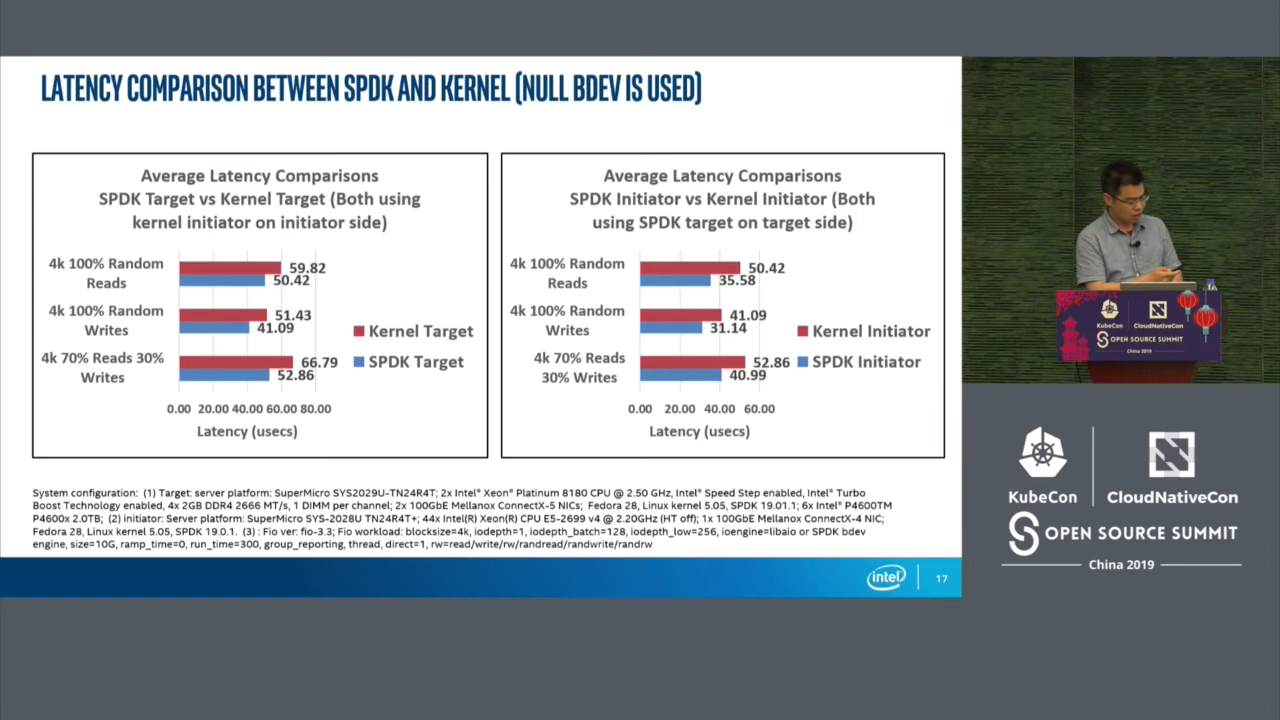 LATENCY COMPARISON BETWEEN SPDK AND KERNEL (NULL BDEV IS USED)
Average Latency Comparisons
SPDK Target vs Kernel Target (Both using
kernel initiator on initiator side)
4k 100% Random
Reads
59.82
50.42
4k 100% Random
Writes
51.43
41.09
4k 70% Reads 30%
Writes
66.79
52.86
Kernel Target
SPDK Target
0.00 20.00 40.00 60.00 80.00
Latency (usecs)
Average Latency Comparisons
SPDK Initiator vs Kernel Initiator (Both
using SPDK target on target side)
4k 100% Random
Reads
50.42
35.58
4k 100% Random
Writes
41.09
31.14
4k 70% Reads
30% Writes
52.86
40.99
Kernel Initiator
SPDK Initiator
0.00 20.00 40.00 60.00
Latency (usecs)
System configuration: (1) Target: server platform: SuperMicro SYS2029U-TN24R4T; 2x Intel® Xeon® Platinum 8180 CPU @ 2.50 GHz, Intel® Speed Step enabled, Intel® Turbo
Boost Technology enabled, 4x 2GB DDR4 2666 MT/s, 1 DIMM per channel; 2x 100GbE Mellanox ConnectX-5 NICs; Fedora 28, Linux kernel 5.05, SPDK 19.01.1; 6x Intel® P4600TM
P4600x 2.0TB; (2) initiator: Server platform: SuperMicro SYS-2028U TN24R4T+; 44x Intel(R) Xeon(R) CPU E5-2699 v4 @ 2.20GHz (HT off); 1x 100GbE Mellanox ConnectX-4 NIC;
Fedora 28, Linux kernel 5.05, SPDK 19.0.1. (3) : Fio ver: fio-3.3; Fio workload: blocksize=4k, iodepth=1, iodepth_batch=128, iodepth_low=256, ioengine=libaio or SPDK bdev
engine, size=10G, ramp_time=0, run_time=300, group_reporting, thread, direct=1, rw=read/write/rw/randread/randwrite/randrw
intel
17
KubeCon
CloudNativeCon
OPEN SOURCE SUMMIT
China 2019
KubeCon
CloudNativeCon
OPEN SOURCE SUMMIT
China 2019